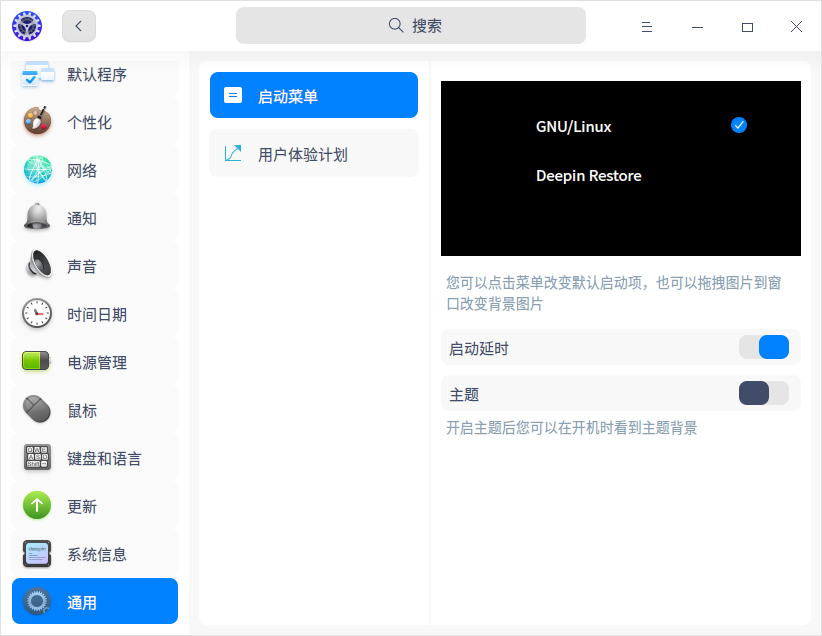 搜索
默认程序
个性化
网络
通知
声音
时间日期
电源管理
鼠标
键盘和语言
更新
系统信息
通用
启动菜单
用户体验计划
GNU/Linux
Deepin Restore
您可以点击菜单改变默认启动项，也可以拖拽图片到窗
口改变背景图片
启动延时
主题
开启主题后您可以在开机时看到主题背景